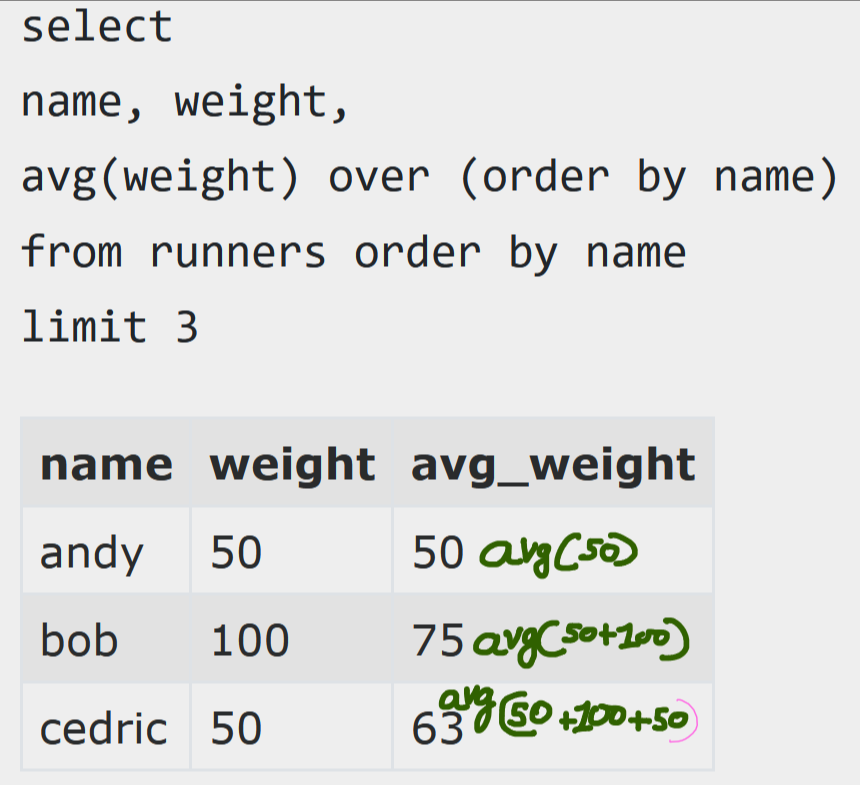 select
name, weight,
avg(weight) over (order by name)
from runners order by name
limit 3
name weight avg_weight
andy 50 50 avg(50)
bob 100 75 avg(50+100)
cedric 50 63 avg(50+100+50)